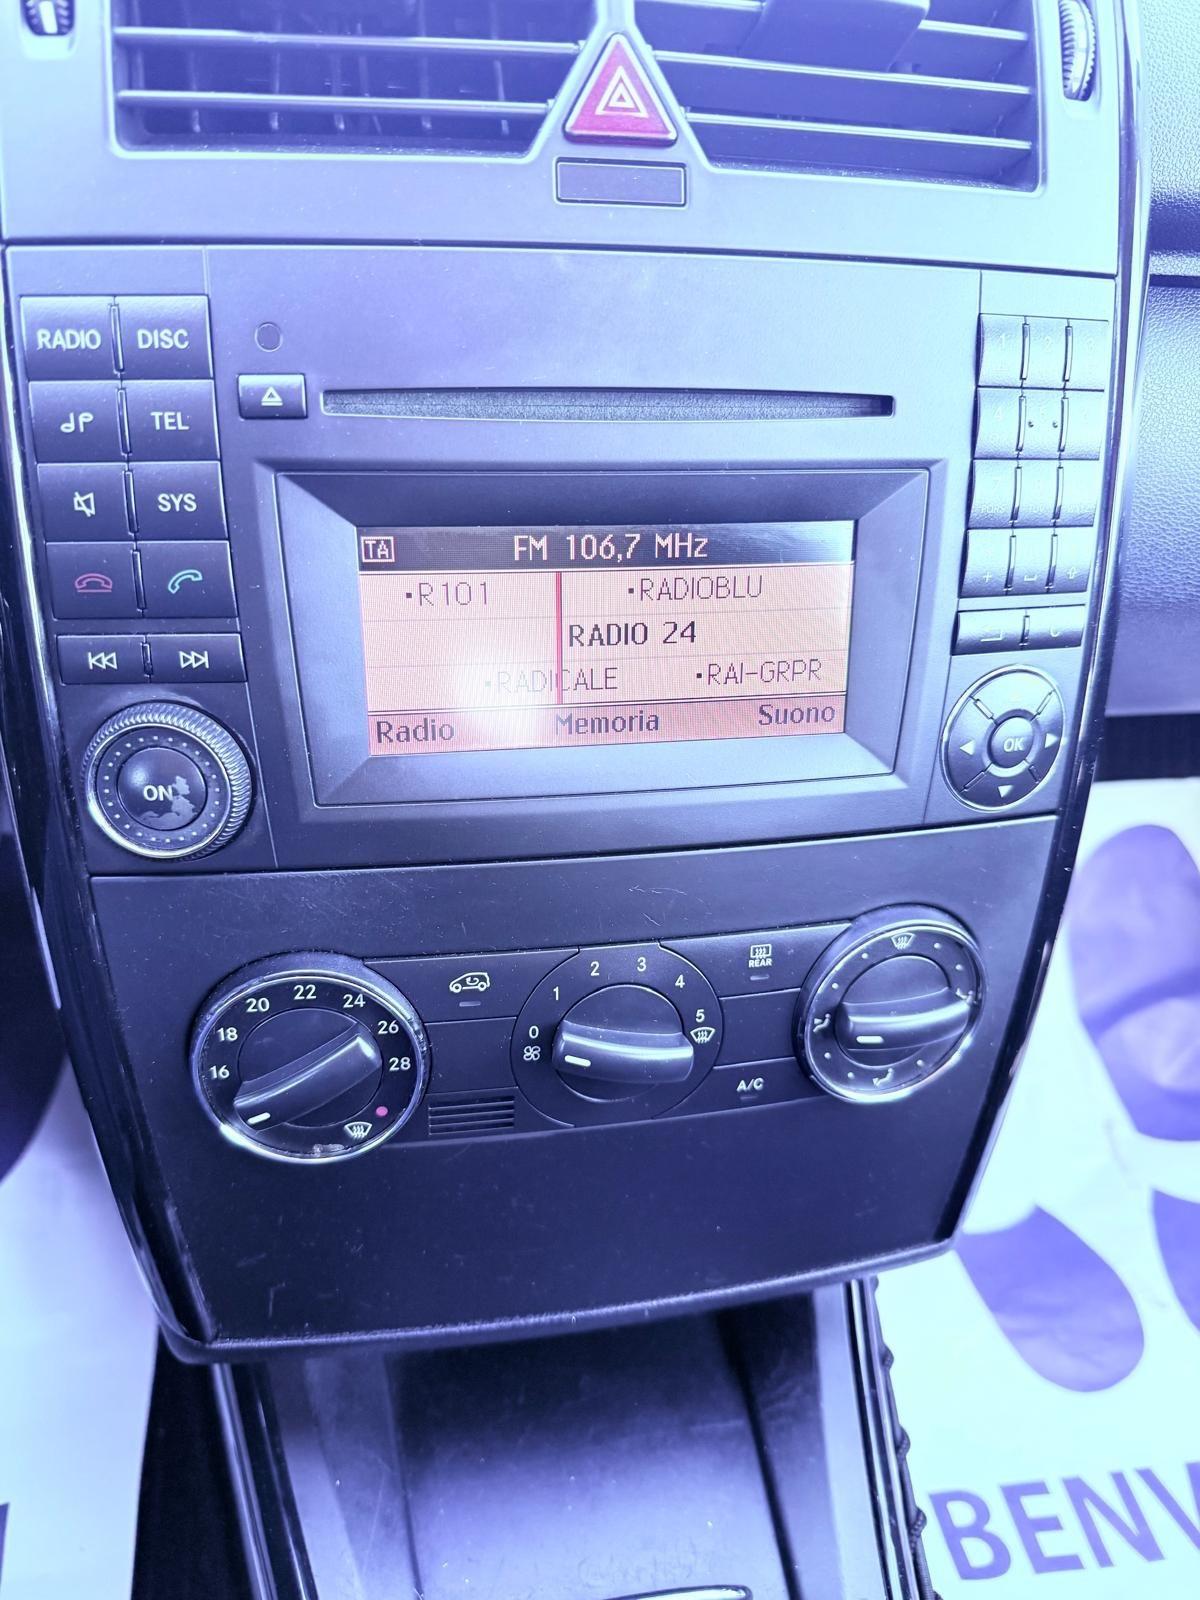 RADIO DISC
TEL
SYS
TA FM 106,7 MHz
R101 RADIOBLU
RADIO 24
RADICALE RAI-GRPR
Radio Memoria Suono
ON
OK
16 18 20 22 24 26 28
0 1 2 3 4 5
REAR
A/C
BENV